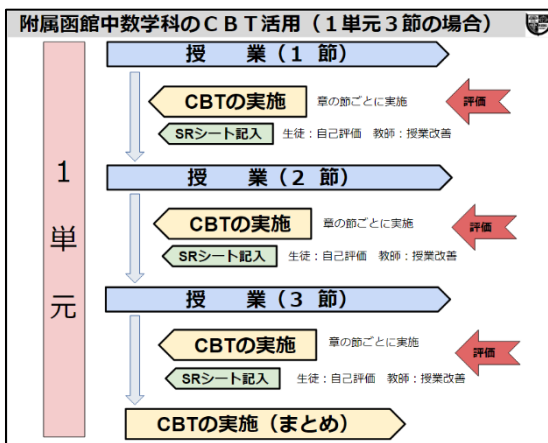 附属函館中数学科のＣＢＴ活用（１単元３節の場合）
授　業（１ 節）
CBTの実施　章の節ごとに実施　評価
SRシート記入　生徒：自己評価　教師：授業改善
授　業（２ 節）
CBTの実施　章の節ごとに実施　評価
SRシート記入　生徒：自己評価　教師：授業改善
授　業（３ 節）
CBTの実施　章の節ごとに実施　評価
SRシート記入　生徒：自己評価　教師：授業改善
CBTの実施（まとめ）
１単元